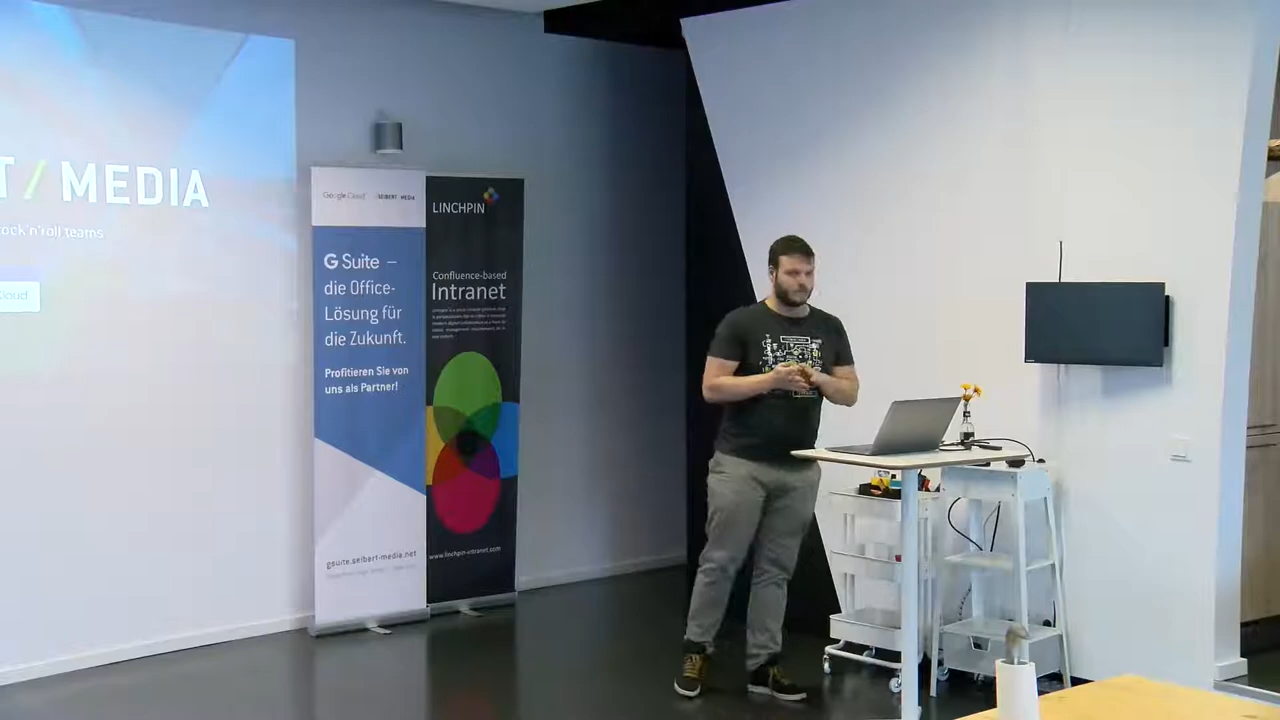 T / MEDIA
ock'n'roll teams
Cloud
Google Cloud
SEIBERT / MEDIA
G Suite –
die Office-
Lösung für
die Zukunft.
Profitieren Sie von
uns als Partner!
gsuite.seibert-media.net
LINCHPIN
Confluence-based
Intranet
www.linchpin-intranet.com